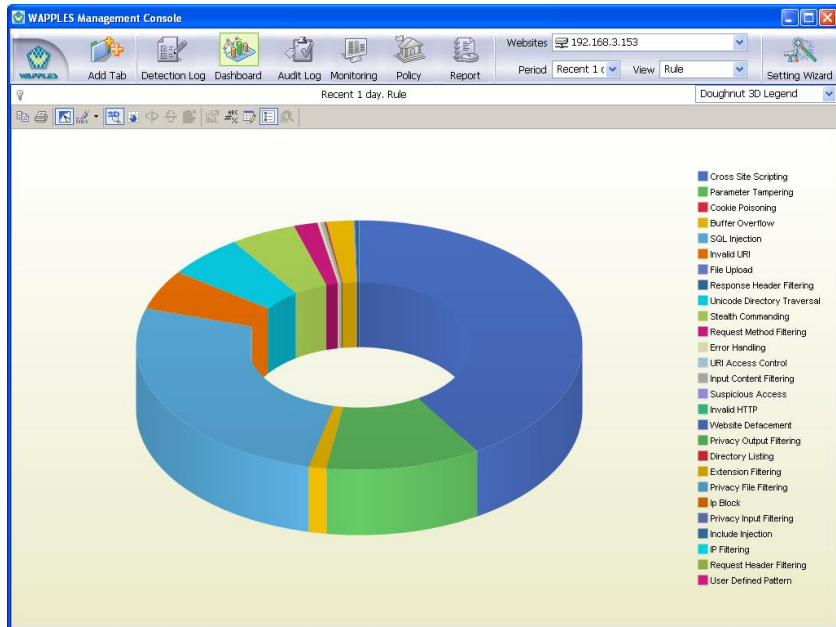 WAPPLES Management Console
WAPPLES
Add Tab
Detection Log
Dashboard
Audit Log
Monitoring
Policy
Report
Websites 192.168.3.153
Period Recent 1 View Rule
Setting Wizard
Recent 1 day. Rule
Doughnut 3D Legend
3D
Cross Site Scripting
Parameter Tampering
Cookie Poisoning
Buffer Overflow
SQL Injection
Invalid URI
File Upload
Response Header Filtering
Unicode Directory Traversal
Stealth Commanding
Request Method Filtering
Error Handling
URI Access Control
Input Content Filtering
Suspicious Access
Invalid HTTP
Website Defacement
Privacy Output Filtering
Directory Listing
Extension Filtering
Privacy File Filtering
Ip Block
Privacy Input Filtering
Include Injection
IP Filtering
Request Header Filtering
User Defined Pattern